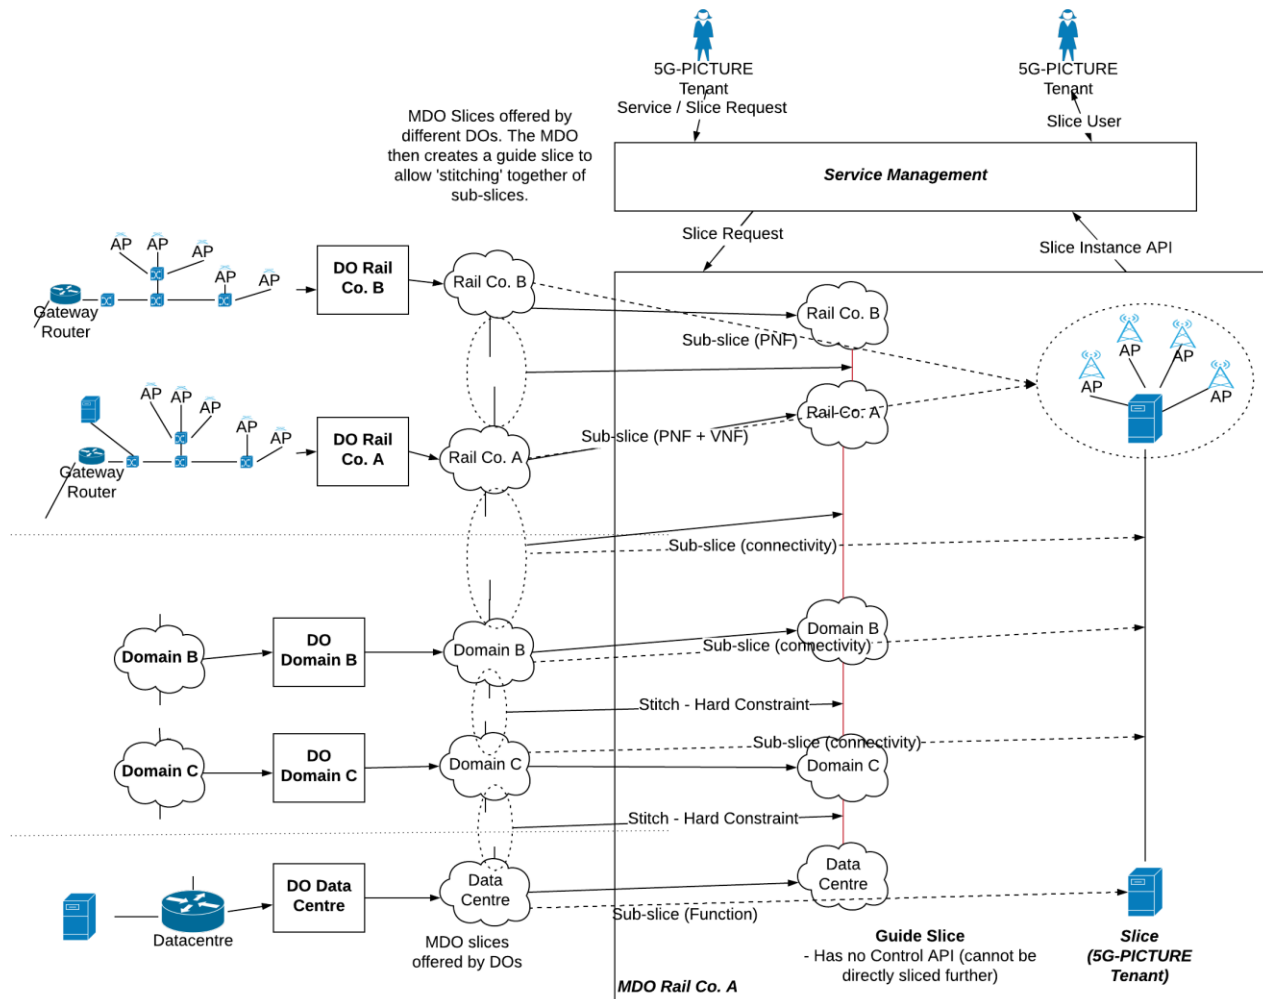 5G-PICTURE
Tenant
Service / Slice Request
5G-PICTURE
Tenant
Slice User
MDO Slices offered by
different DOs. The MDO
then creates a guide slice to
allow 'stitching' together of
sub-slices.
Service Management
Slice Request
Slice Instance API
AP
AP
AP
AP
AP
Gateway
Router
DO Rail
Co. B
Rail Co. B
Rail Co. B
Sub-slice (PNF)
AP
AP
AP
AP
AP
AP
AP
AP
AP
Gateway
Router
DO Rail
Co. A
Rail Co. A
Sub-slice (PNF + VNF)
Rail Co. A
Sub-slice (connectivity)
Domain B
DO
Domain B
Domain B
Domain B
Sub-slice (connectivity)
Stitch - Hard Constraint
Sub-slice (connectivity)
Domain C
DO
Domain C
Domain C
Domain C
Stitch - Hard Constraint
Datacentre
DO Data
Centre
Data
Centre
Data
Centre
Sub-slice (Function)
MDO slices
offered by DOs
Guide Slice
- Has no Control API (cannot be
directly sliced further)
Slice
(5G-PICTURE
Tenant)
MDO Rail Co. A